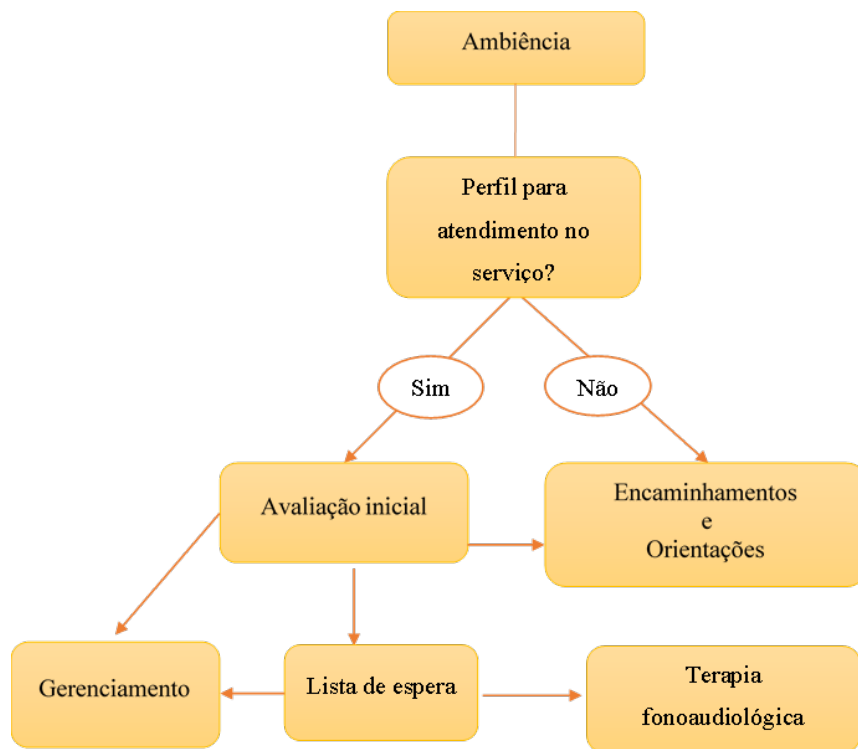 Ambiência
Perfil para
atendimento no
serviço?
Sim
Não
Avaliação inicial
Encaminhamentos
e
Orientações
Gerenciamento
Lista de espera
Terapia
fonoaudiológica